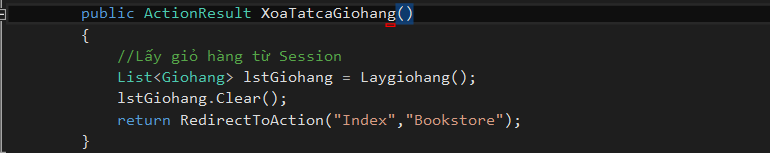 public ActionResult XoaTatcaGiohang()
{
//Lấy giỏ hàng từ Session
List<Giohang> lstGiohang = Laygiohang();
lstGiohang.Clear();
return RedirectToAction("Index","Bookstore");
}